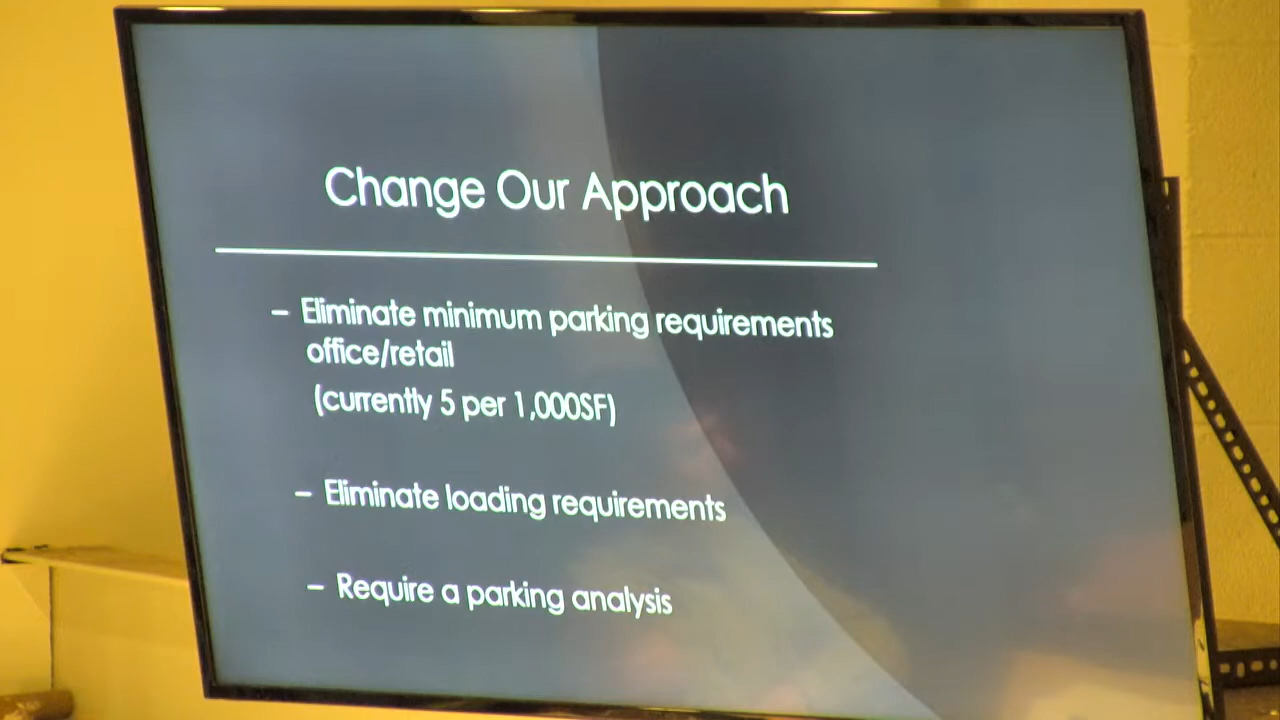 Change Our Approach
– Eliminate minimum parking requirements
office/retail
(currently 5 per 1,000SF)
– Eliminate loading requirements
– Require a parking analysis